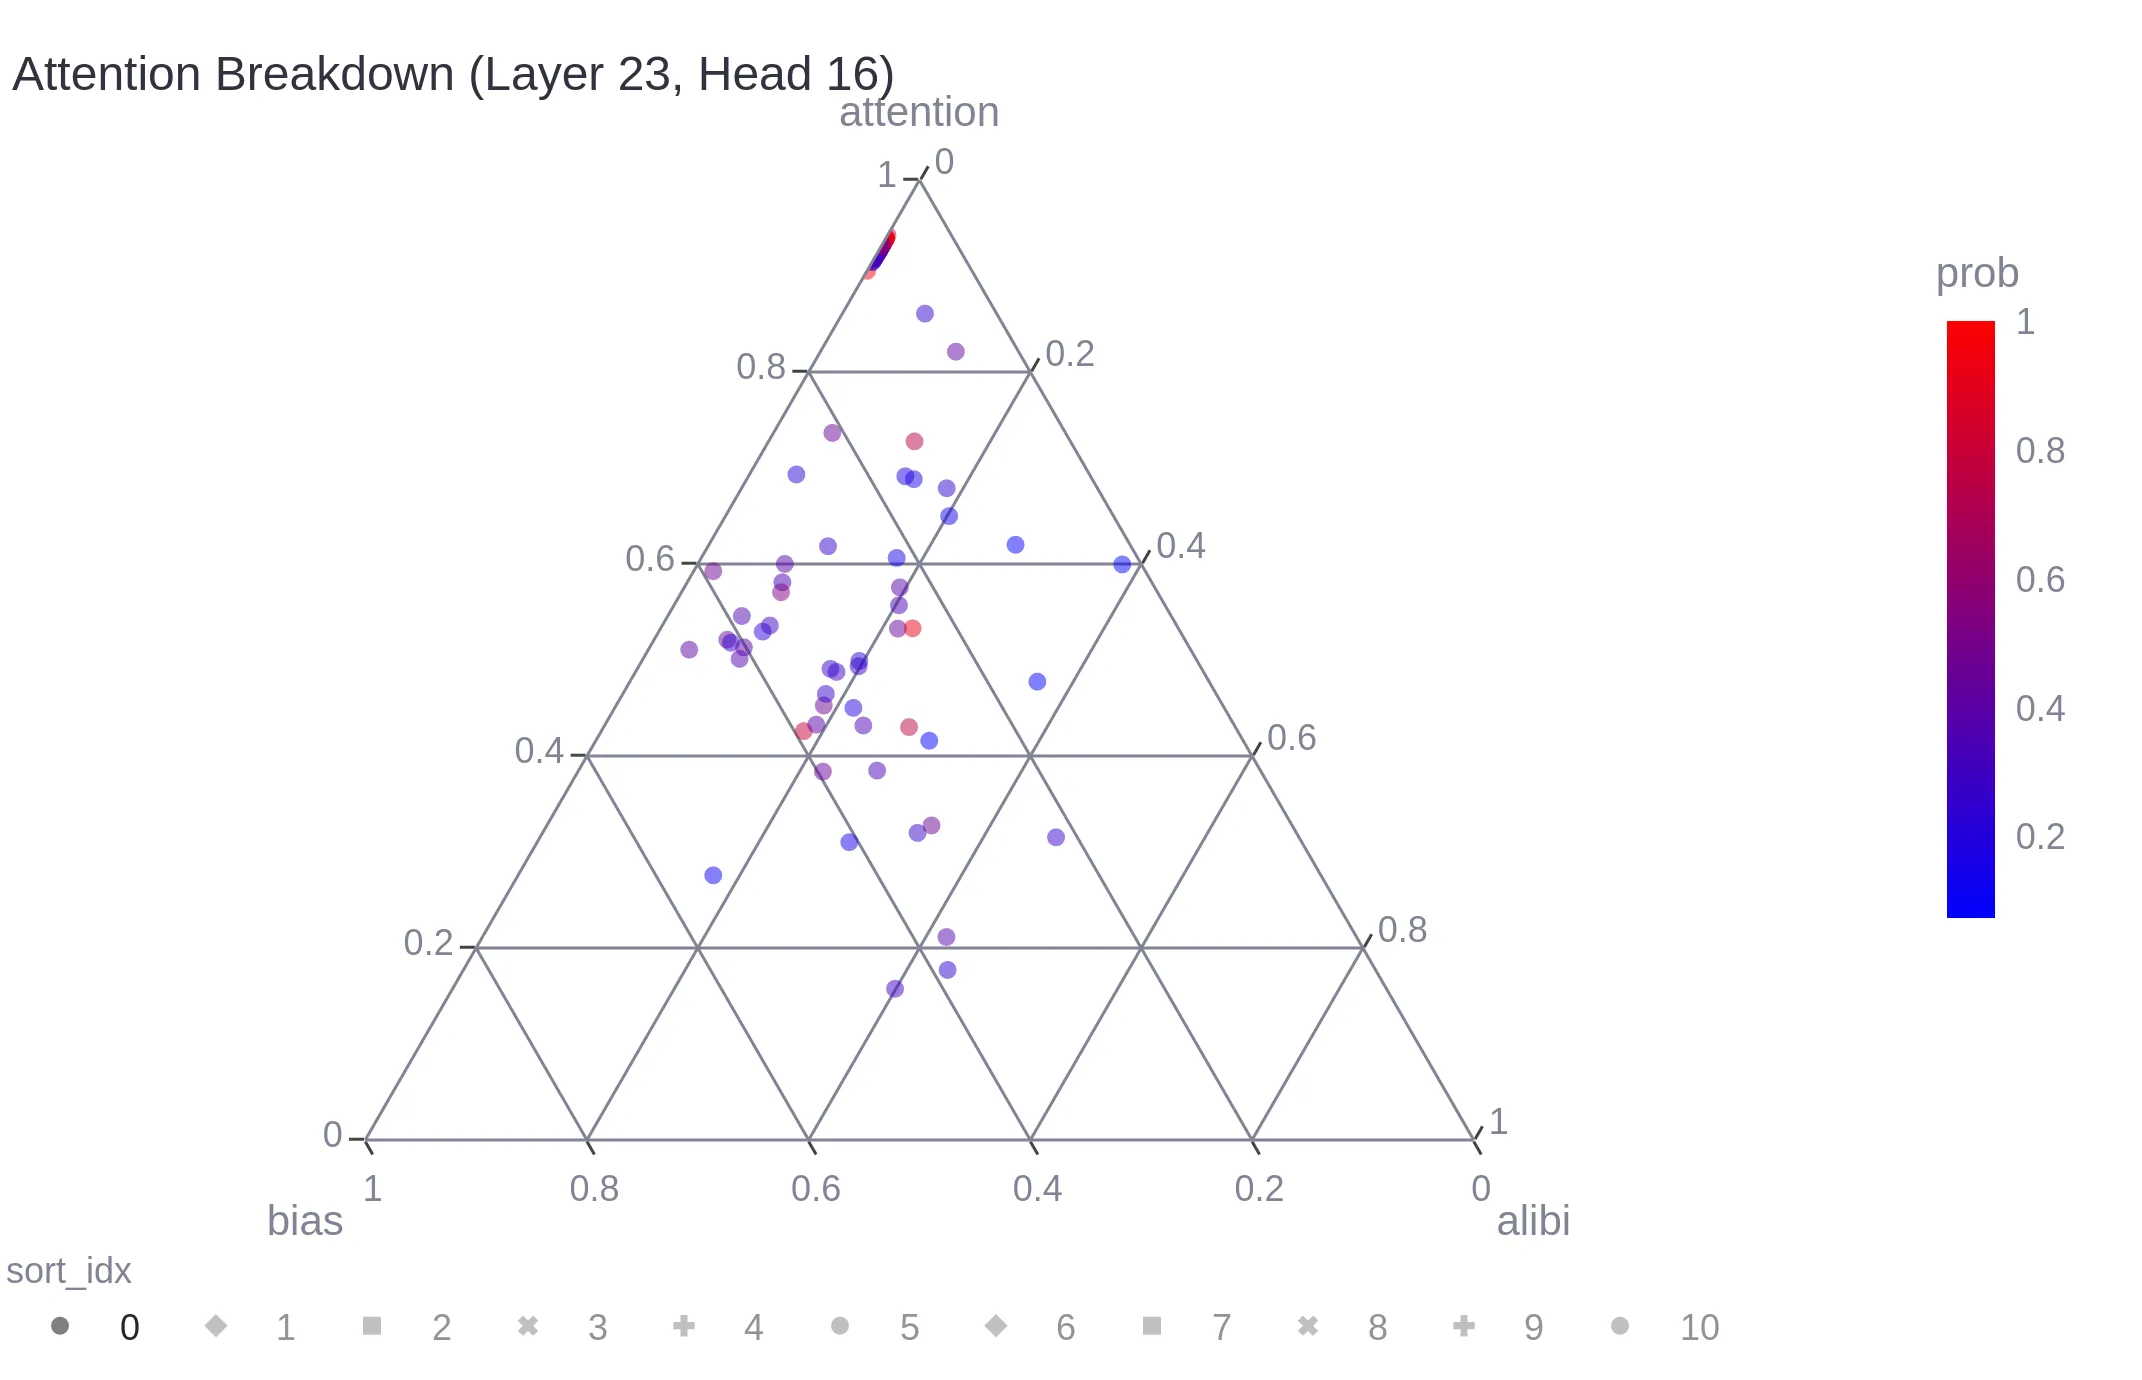 Attention Breakdown (Layer 23, Head 16)
attention
1 0
prob
1
0.8 0.2
0.8
0.6 0.4
0.6
0.4 0.6
0.4
0.2 0.8
0.2
0 1
1 0.8 0.6 0.4 0.2 0
bias alibi
sort_idx
0 1 2 3 4 5 6 7 8 9 10